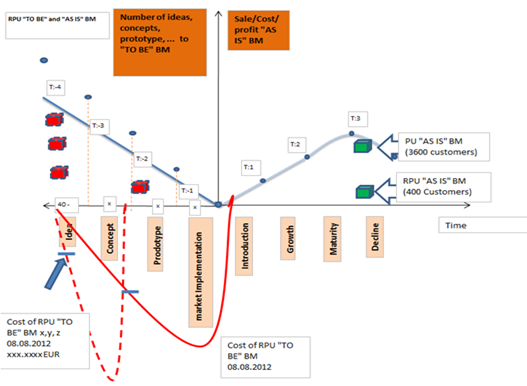 RPU "TO BE" and "AS IS" BM
Number of ideas,
concepts,
prototype, ... to
"TO BE" BM
Sale/Cost/
profit "AS
IS" BM
T:-4
T:-3
T:-2
T:-1
T:1
T:2
T:3
PU "AS IS" BM
(3600 customers)
RPU "AS IS" BM
(400 Customers)
40 -
x
x
x
Time
Idea
Concept
Prodotype
market Implementation
Introduction
Growth
Maturity
Decline
Cost of RPU "TO
BE" BM x,y, z
08.08.2012
xxx.xxxxEUR
Cost of RPU "TO
BE" BM
08.08.2012